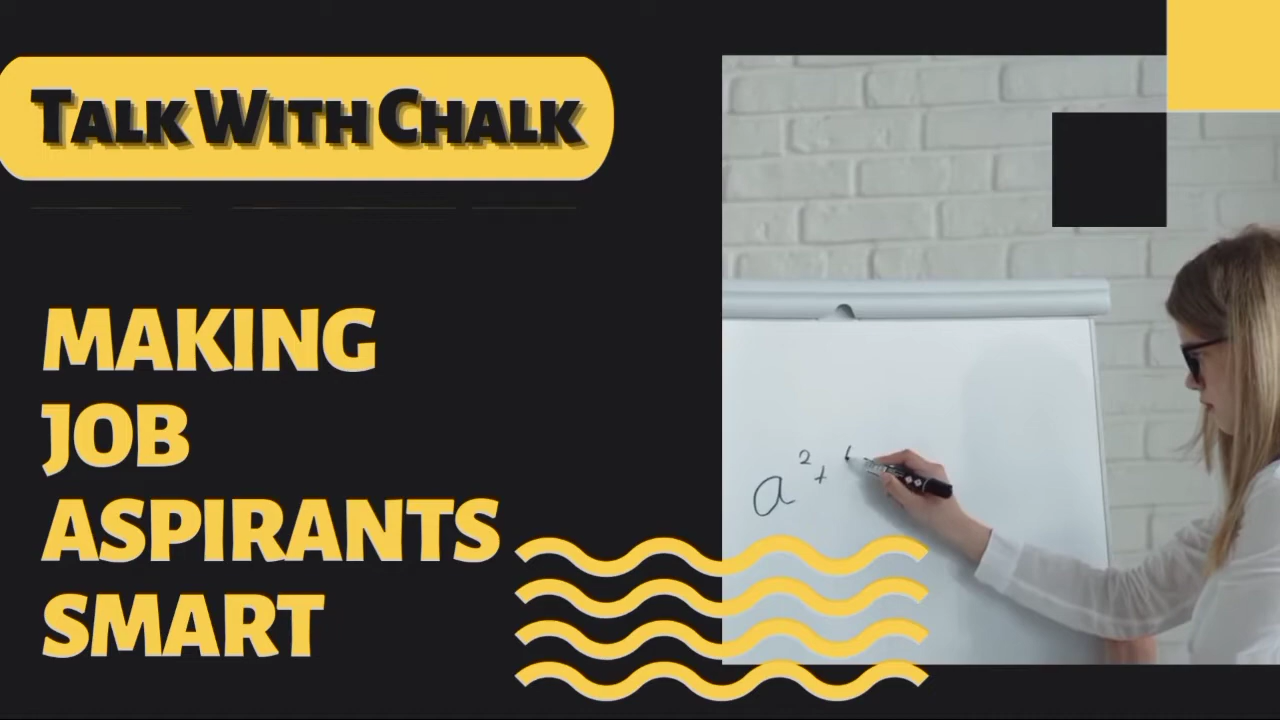 TALK WITH CHALK
MAKING
JOB
ASPIRANTS
SMART
a² +